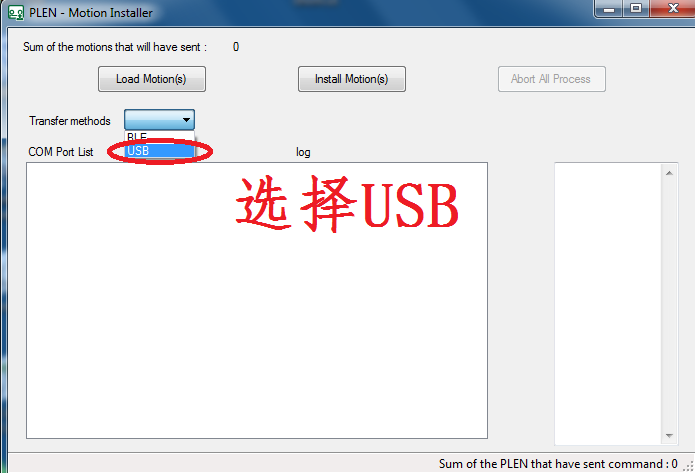 PLEN - Motion Installer
Sum of the motions that will have sent : 0
Load Motion(s) Install Motion(s) Abort All Process
Transfer methods
BLE
USB
COM Port List log
选择USB
Sum of the PLEN that have sent command : 0